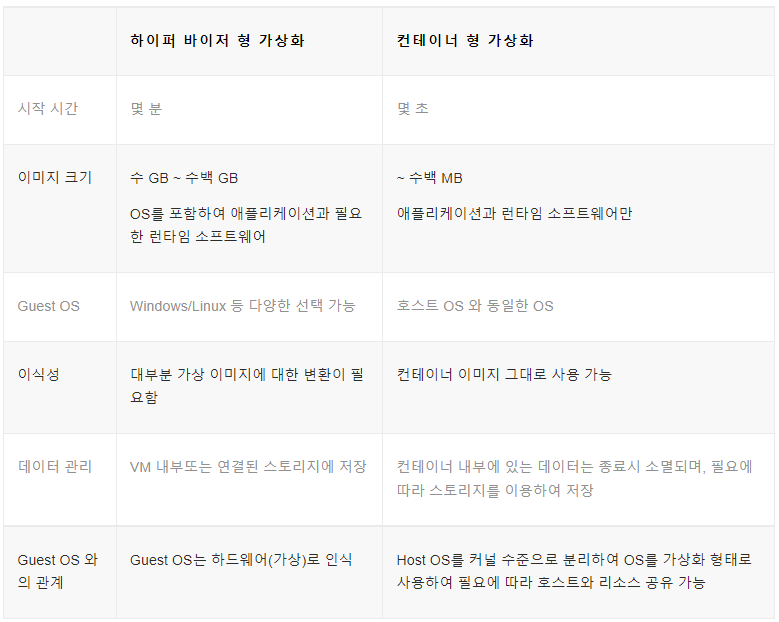 하이퍼 바이저 형 가상화
컨테이너 형 가상화
시작 시간
몇 분
몇 초
이미지 크기
수 GB ~ 수백 GB
OS를 포함하여 애플리케이션과 필요
한 런타임 소프트웨어
~ 수백 MB
애플리케이션과 런타임 소프트웨어만
Guest OS
Windows/Linux 등 다양한 선택 가능
호스트 OS 와 동일한 OS
이식성
대부분 가상 이미지에 대한 변환이 필
요함
컨테이너 이미지 그대로 사용 가능
데이터 관리
VM 내부또는 연결된 스토리지에 저장
컨테이너 내부에 있는 데이터는 종료시 소멸되며, 필요에
따라 스토리지를 이용하여 저장
Guest OS 와
의 관계
Guest OS는 하드웨어(가상)로 인식
Host OS를 커널 수준으로 분리하여 OS를 가상화 형태로
사용하여 필요에 따라 호스트와 리소스 공유 가능